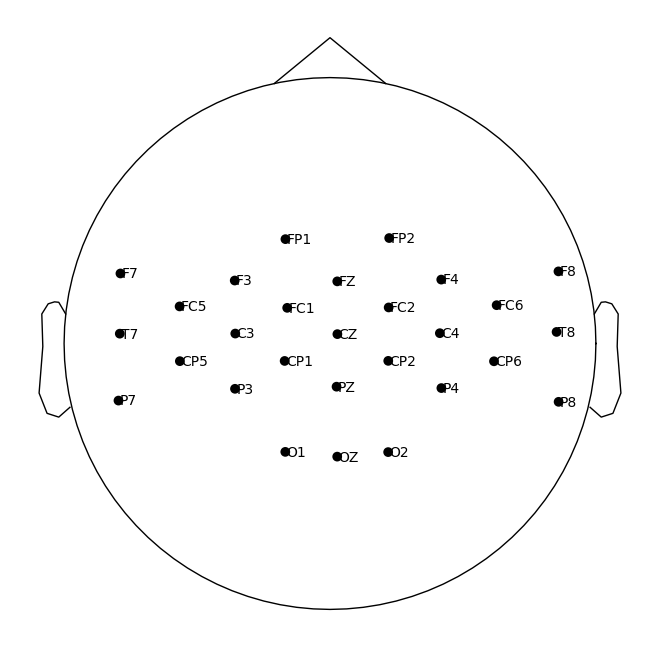 FP1 FP2
F7 F8
F3 FZ F4
FC5 FC1 FC2 FC6
T7 C3 CZ C4 T8
CP5 CP1 CP2 CP6
P3 PZ P4
P7 P8
O1 OZ O2